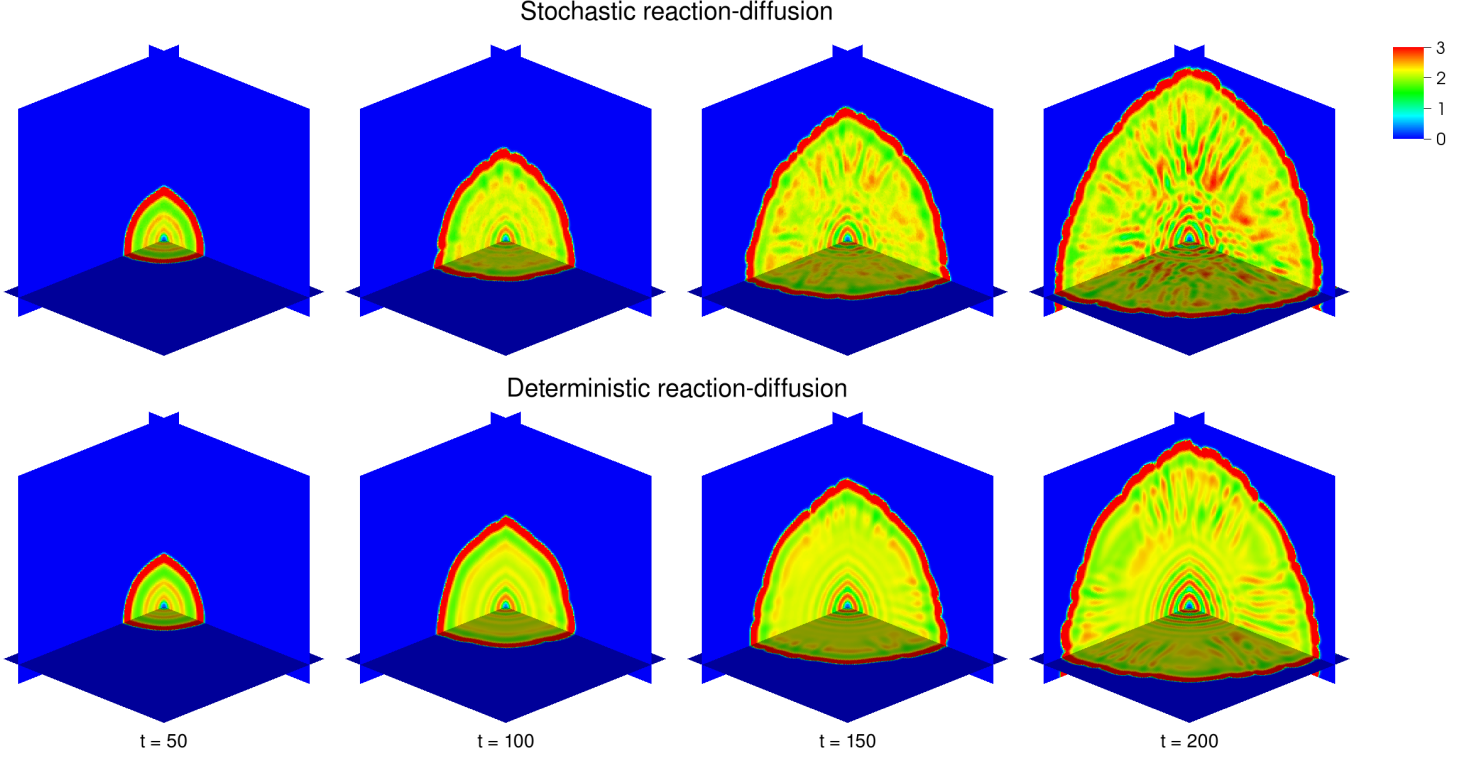 Stochastic reaction-diffusion
3
2
1
0
Deterministic reaction-diffusion
t = 50
t = 100
t = 150
t = 200